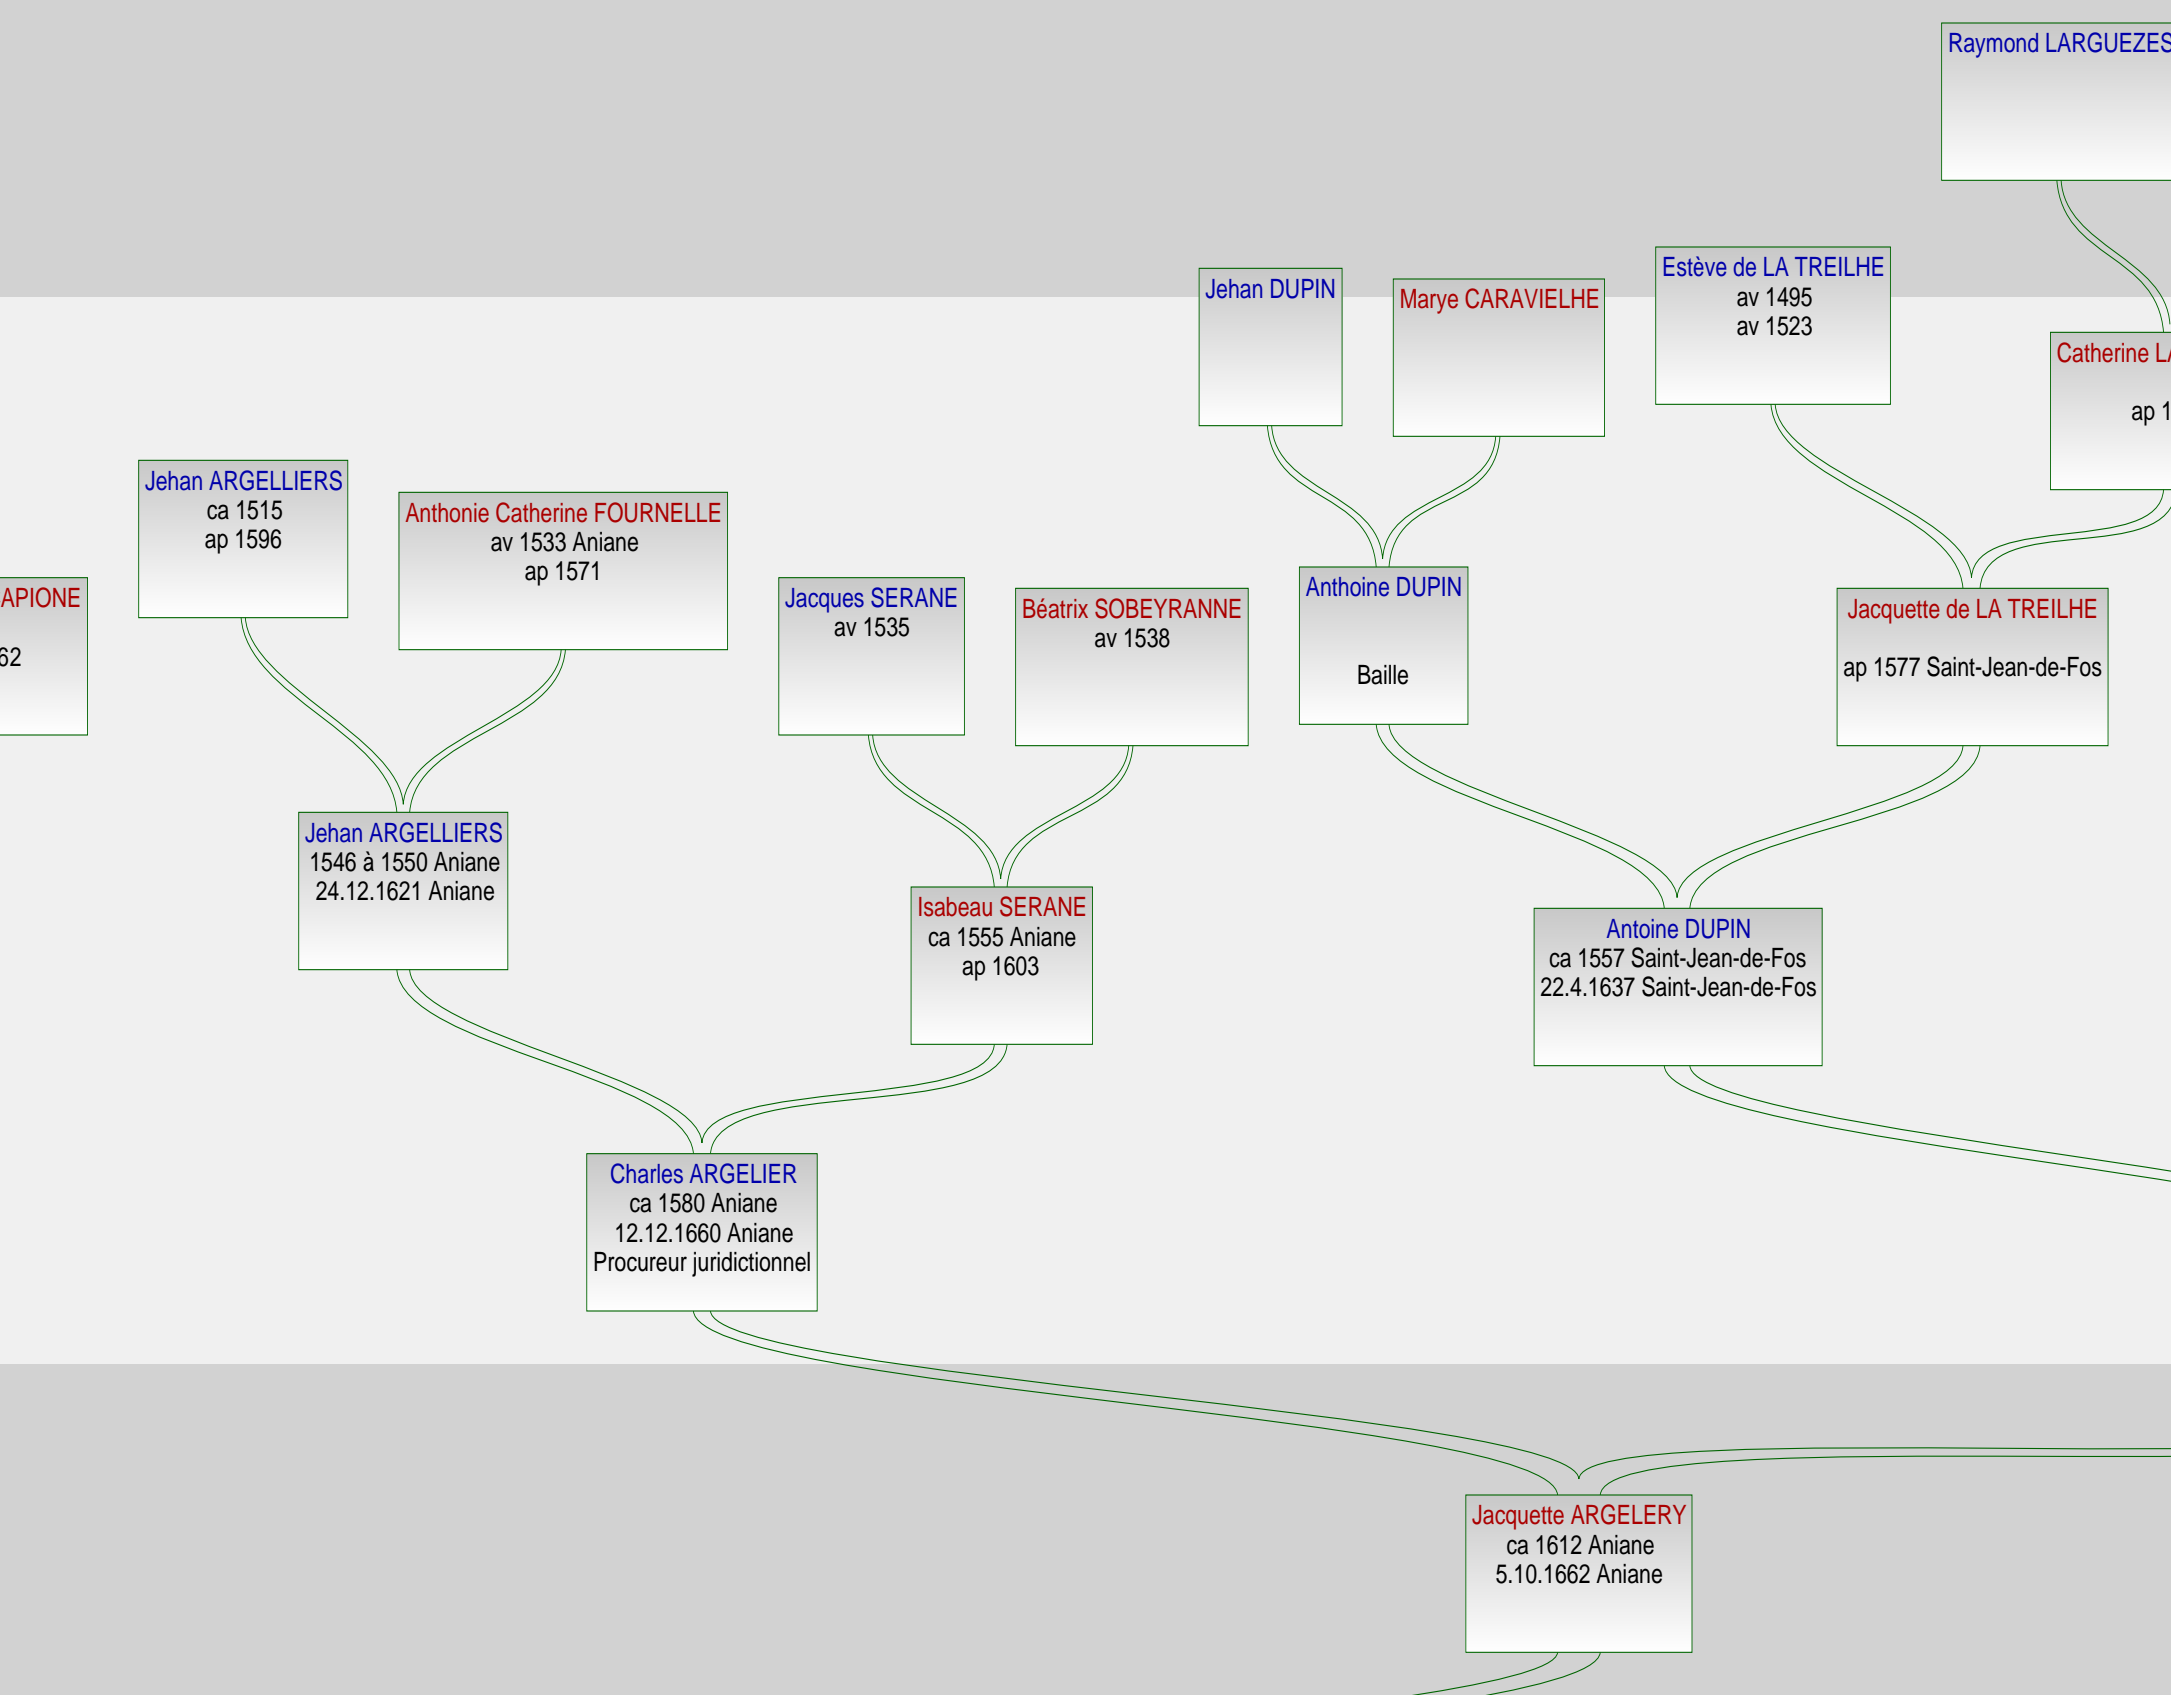 Raymond LARGUEZES
Jehan DUPIN
Marye CARAVIELHE
Estève de LA TREILHE
av 1495
av 1523
Catherine
ap
Jehan ARGELLIERS
ca 1515
ap 1596
Anthonie Catherine FOURNELLE
av 1533 Aniane
ap 1571
APIONE
62
Jacques SERANE
av 1535
Béatrix SOBEYRANNE
av 1538
Anthoine DUPIN
Baille
Jacquette de LA TREILHE
ap 1577 Saint-Jean-de-Fos
Jehan ARGELLIERS
1546 à 1550 Aniane
24.12.1621 Aniane
Isabeau SERANE
ca 1555 Aniane
ap 1603
Antoine DUPIN
ca 1557 Saint-Jean-de-Fos
22.4.1637 Saint-Jean-de-Fos
Charles ARGELIER
ca 1580 Aniane
12.12.1660 Aniane
Procureur juridictionnel
Jacquette ARGELERY
ca 1612 Aniane
5.10.1662 Aniane